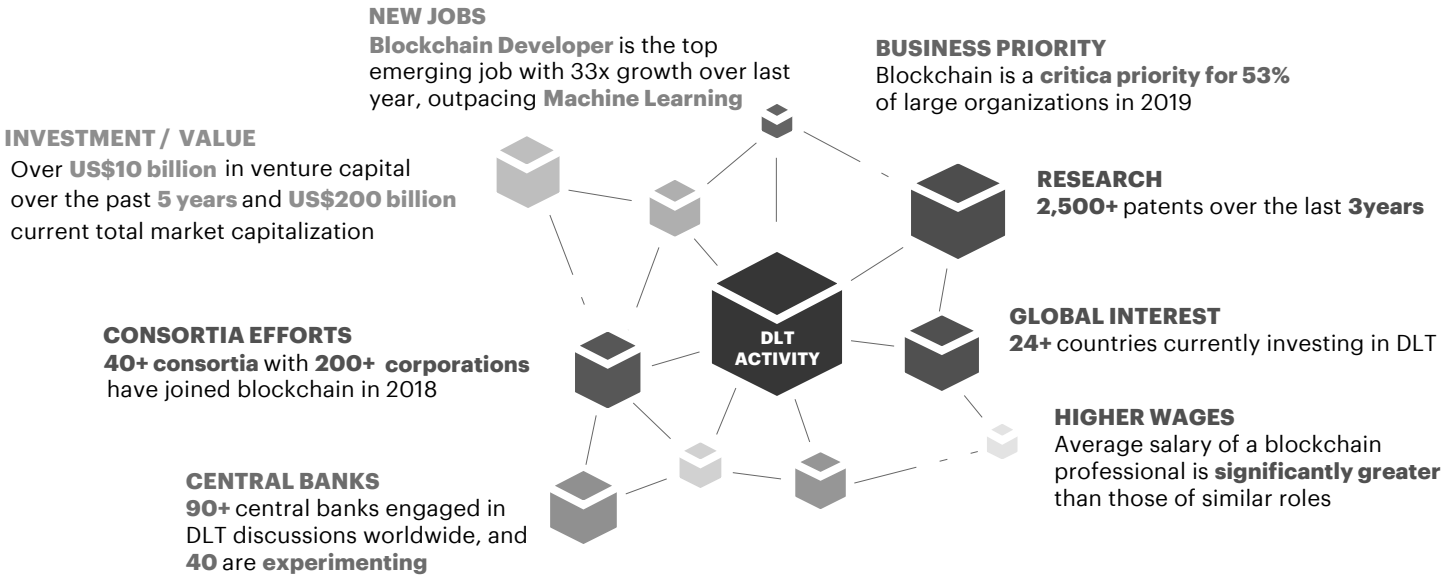 NEW JOBS
Blockchain Developer is the top
emerging job with 33x growth over last
year, outpacing Machine Learning
BUSINESS PRIORITY
Blockchain is a critica priority for 53%
of large organizations in 2019
INVESTMENT / VALUE
Over US$10 billion in venture capital
over the past 5 years and US$200 billion
current total market capitalization
RESEARCH
2,500+ patents over the last 3years
DLT
ACTIVITY
CONSORTIA EFFORTS
40+ consortia with 200+ corporations
have joined blockchain in 2018
GLOBAL INTEREST
24+ countries currently investing in DLT
HIGHER WAGES
Average salary of a blockchain
professional is significantly greater
than those of similar roles
CENTRAL BANKS
90+ central banks engaged in
DLT discussions worldwide, and
40 are experimenting